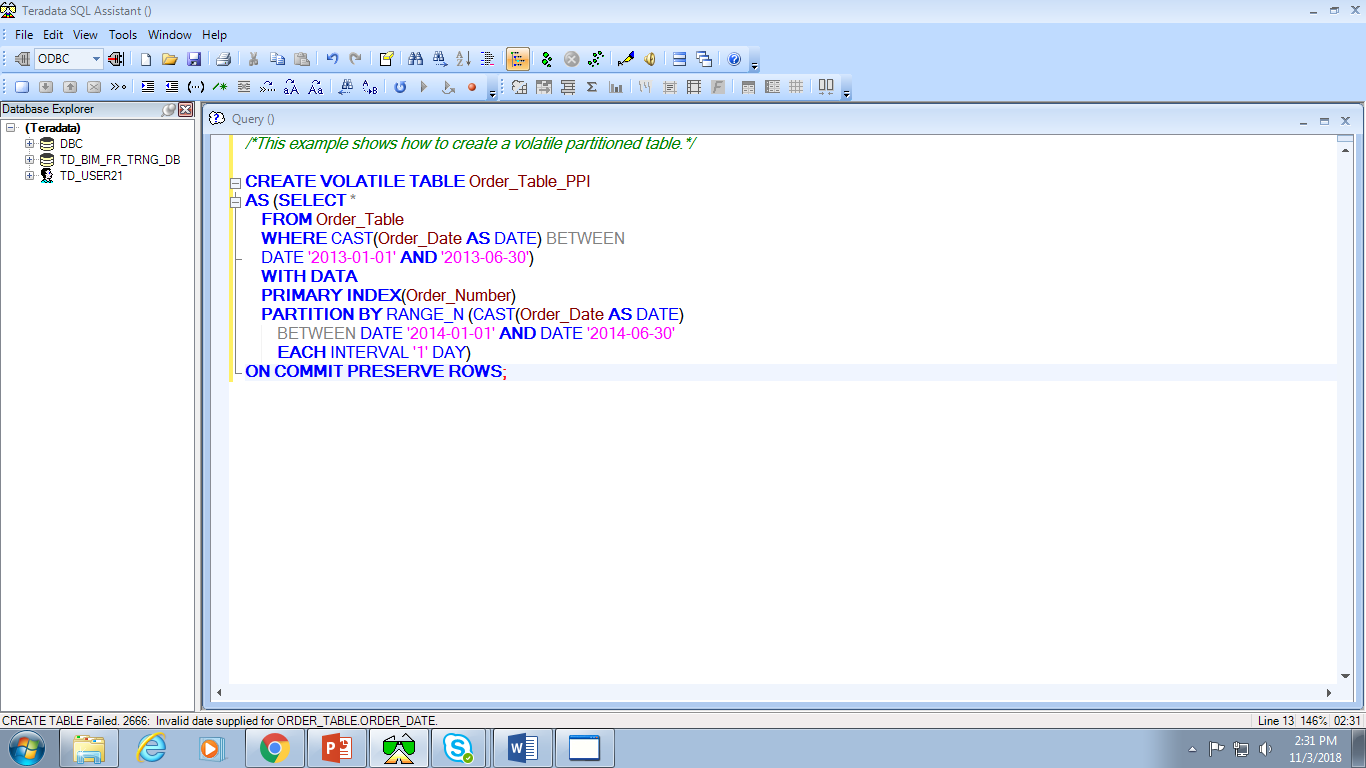 Teradata SQL Assistant ()
File Edit View Tools Window Help
ODBC
Database Explorer
(Teradata)
DBC
TD_BIM_FR_TRNG_DB
TD_USER21
Query ()
/*This example shows how to create a volatile partitioned table.*/
CREATE VOLATILE TABLE Order_Table_PPI
AS (SELECT *
FROM Order_Table
WHERE CAST(Order_Date AS DATE) BETWEEN
DATE '2013-01-01' AND '2013-06-30')
WITH DATA
PRIMARY INDEX(Order_Number)
PARTITION BY RANGE_N (CAST(Order_Date AS DATE)
BETWEEN DATE '2014-01-01' AND DATE '2014-06-30'
EACH INTERVAL '1' DAY)
ON COMMIT PRESERVE ROWS;
CREATE TABLE Failed. 2666: Invalid date supplied for ORDER_TABLE.ORDER_DATE.
Line 13 146% 02:31
2:31 PM
11/3/2018